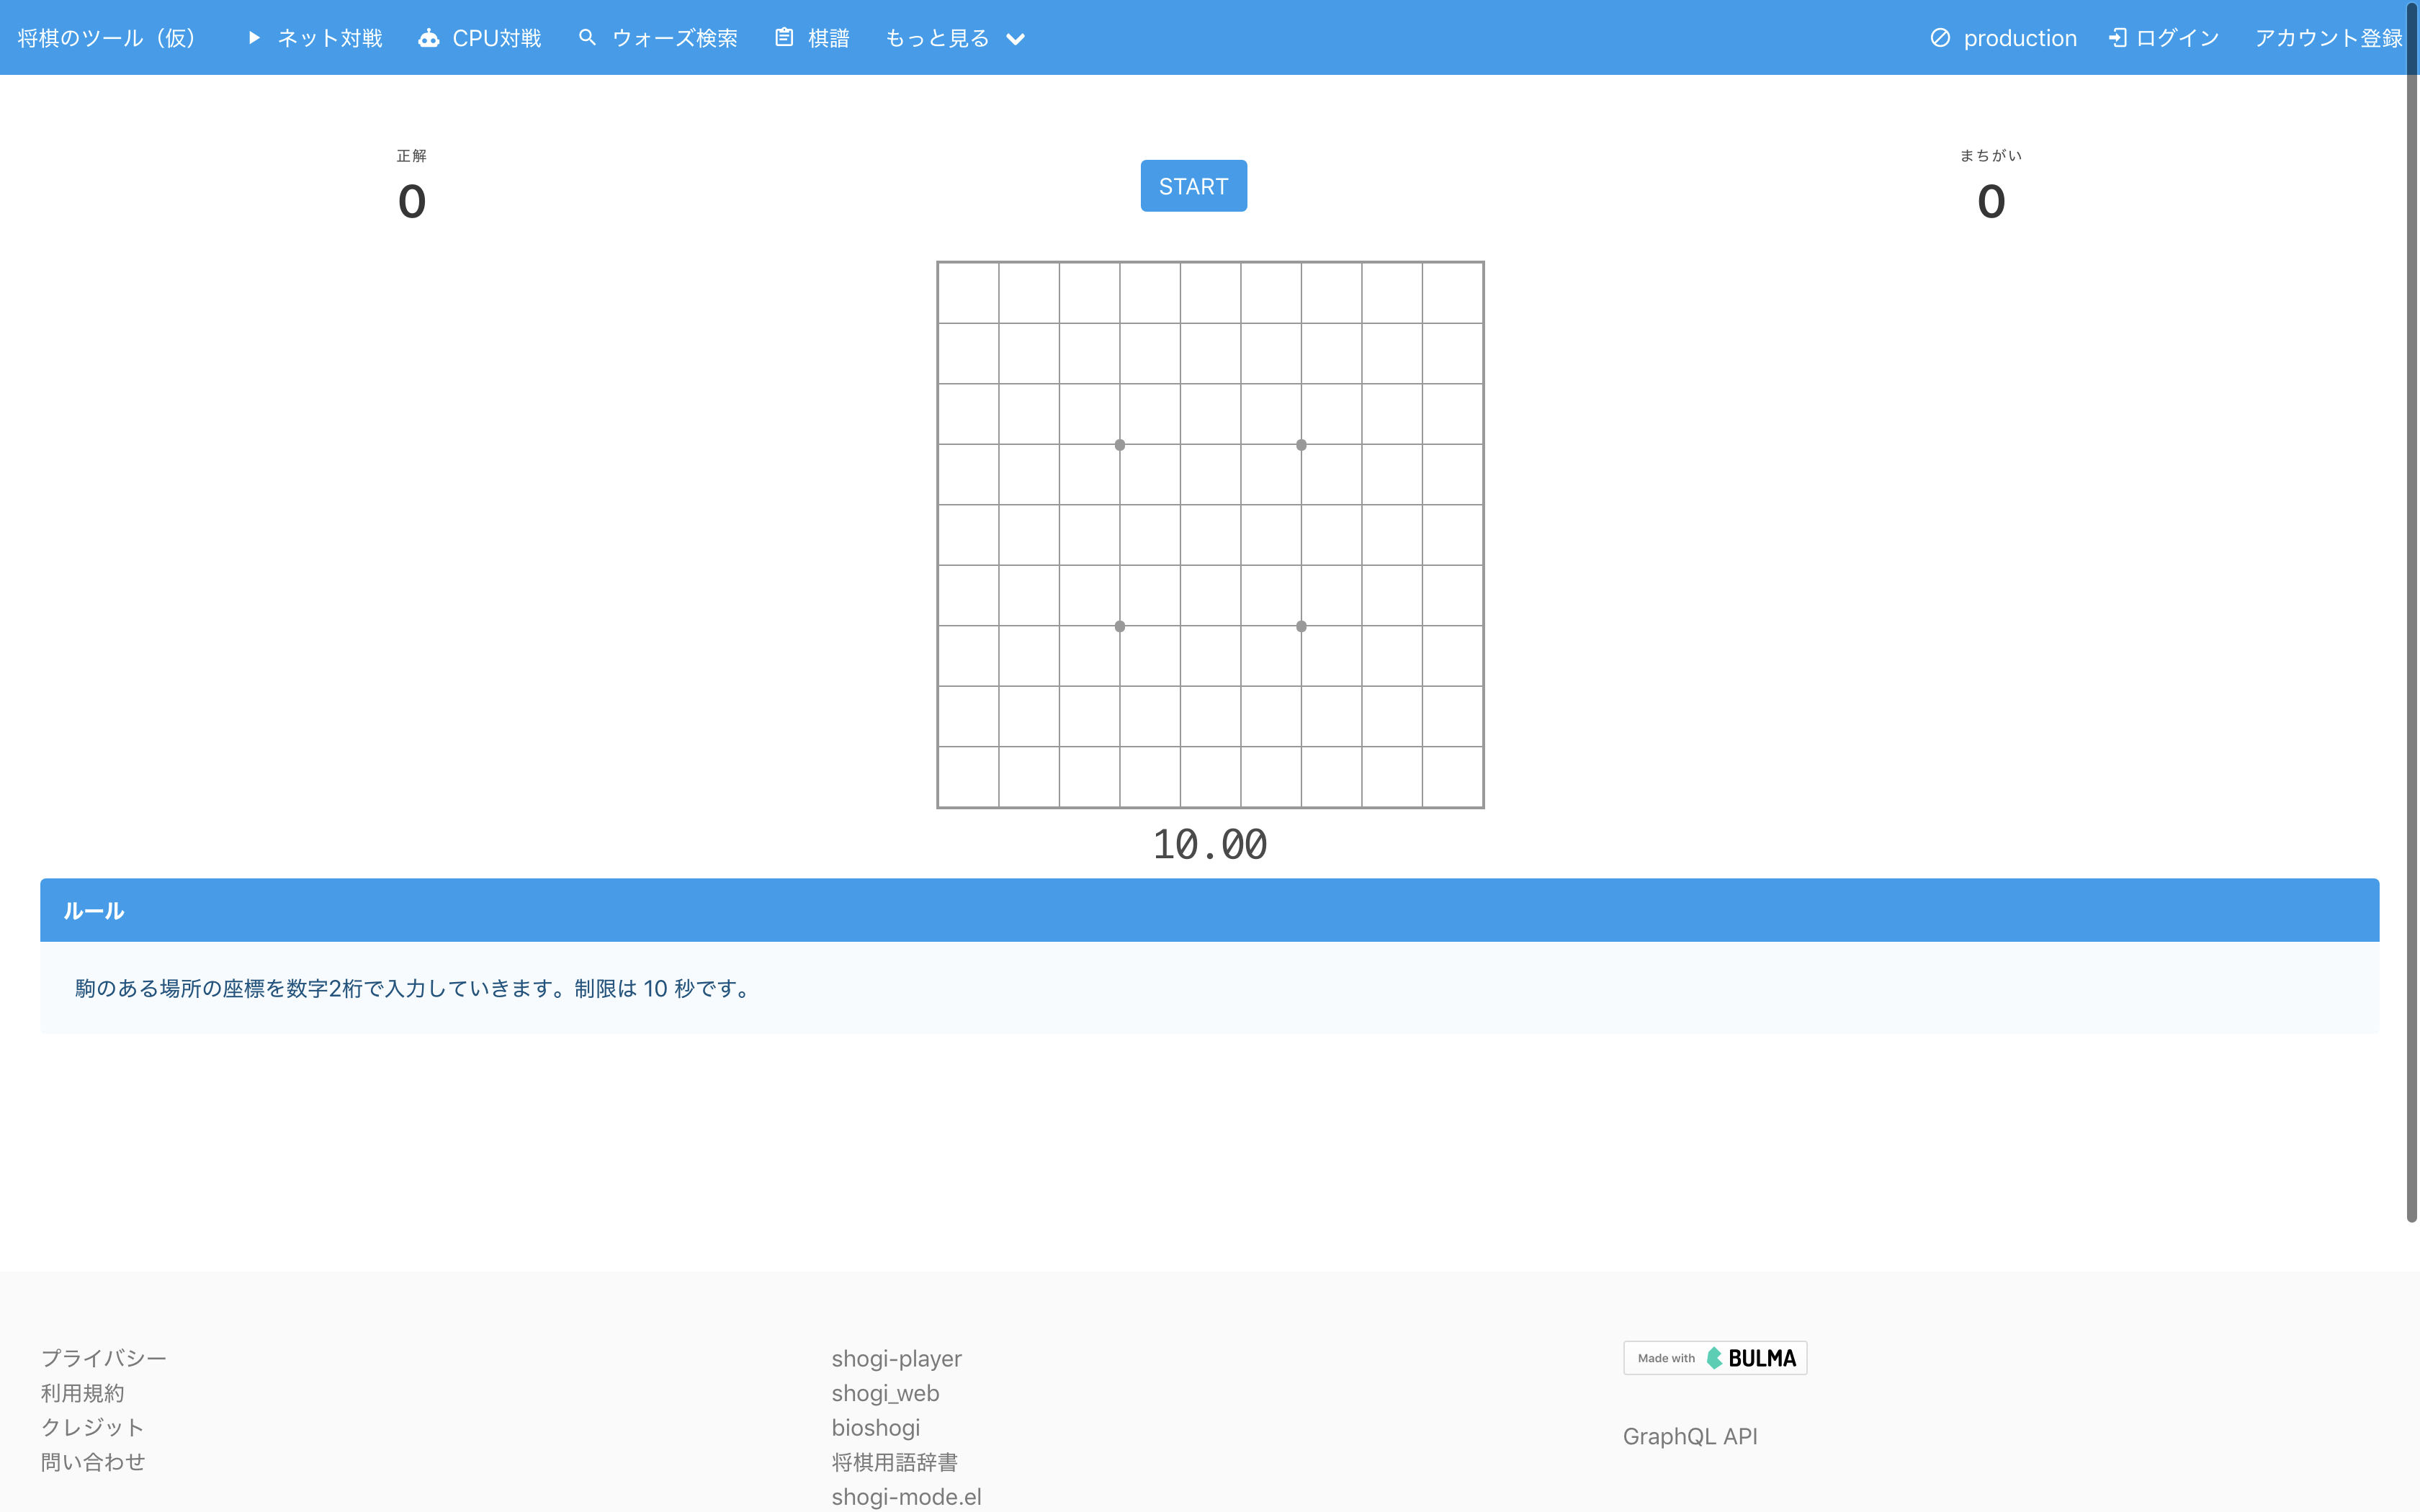 将棋のツール（仮） ネット対戦 CPU対戦 ウォーズ検索 棋譜 もっと見る production ログイン アカウント登録
正解 まちがい
0 START 0
10.00
ルール
駒のある場所の座標を数字2桁で入力していきます。制限は 10 秒です。
プライバシー
利用規約
クレジット
問い合わせ
shogi-player
shogi_web
bioshogi
将棋用語辞書
shogi-mode.el
Made with BULMA
GraphQL API